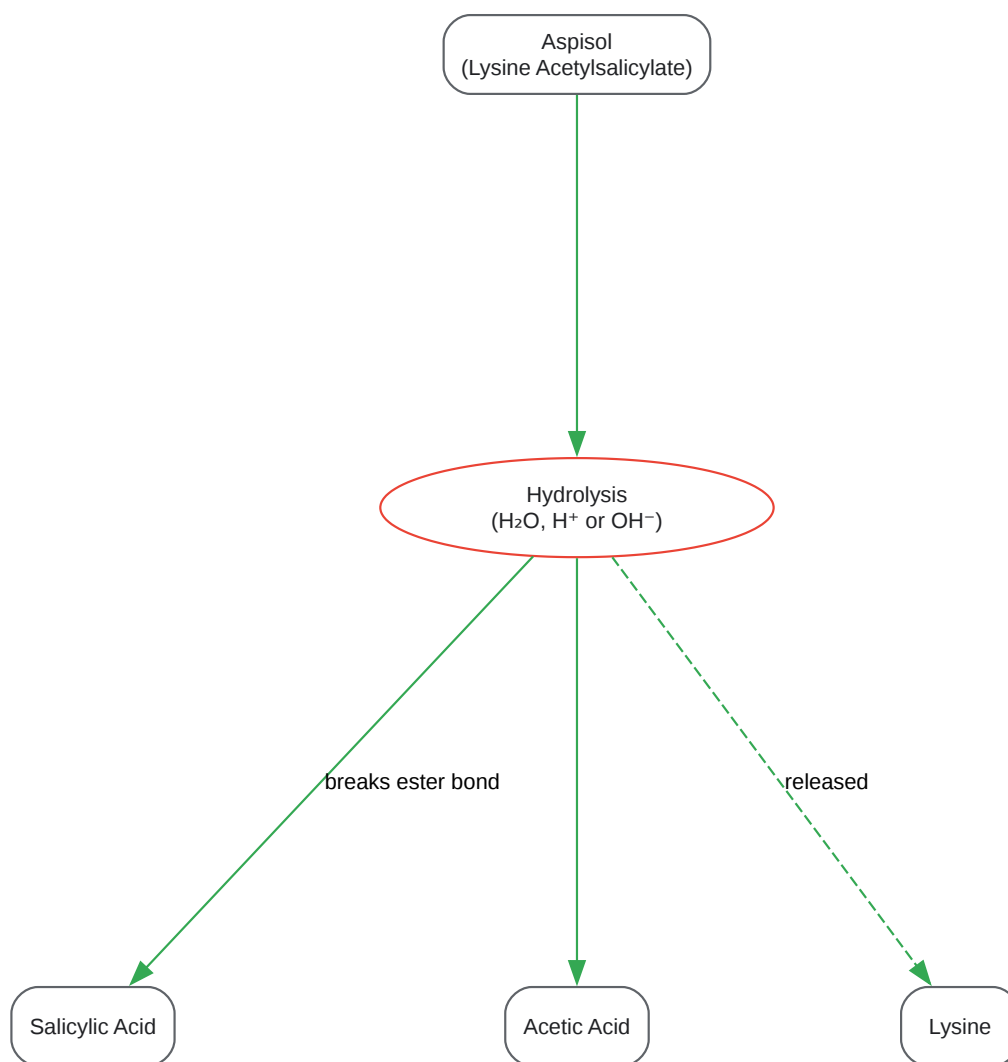 Aspisol
(Lysine Acetylsalicylate)
Hydrolysis
(H₂O, H⁺ or OH⁻)
breaks ester bond
released
Salicylic Acid
Acetic Acid
Lysine